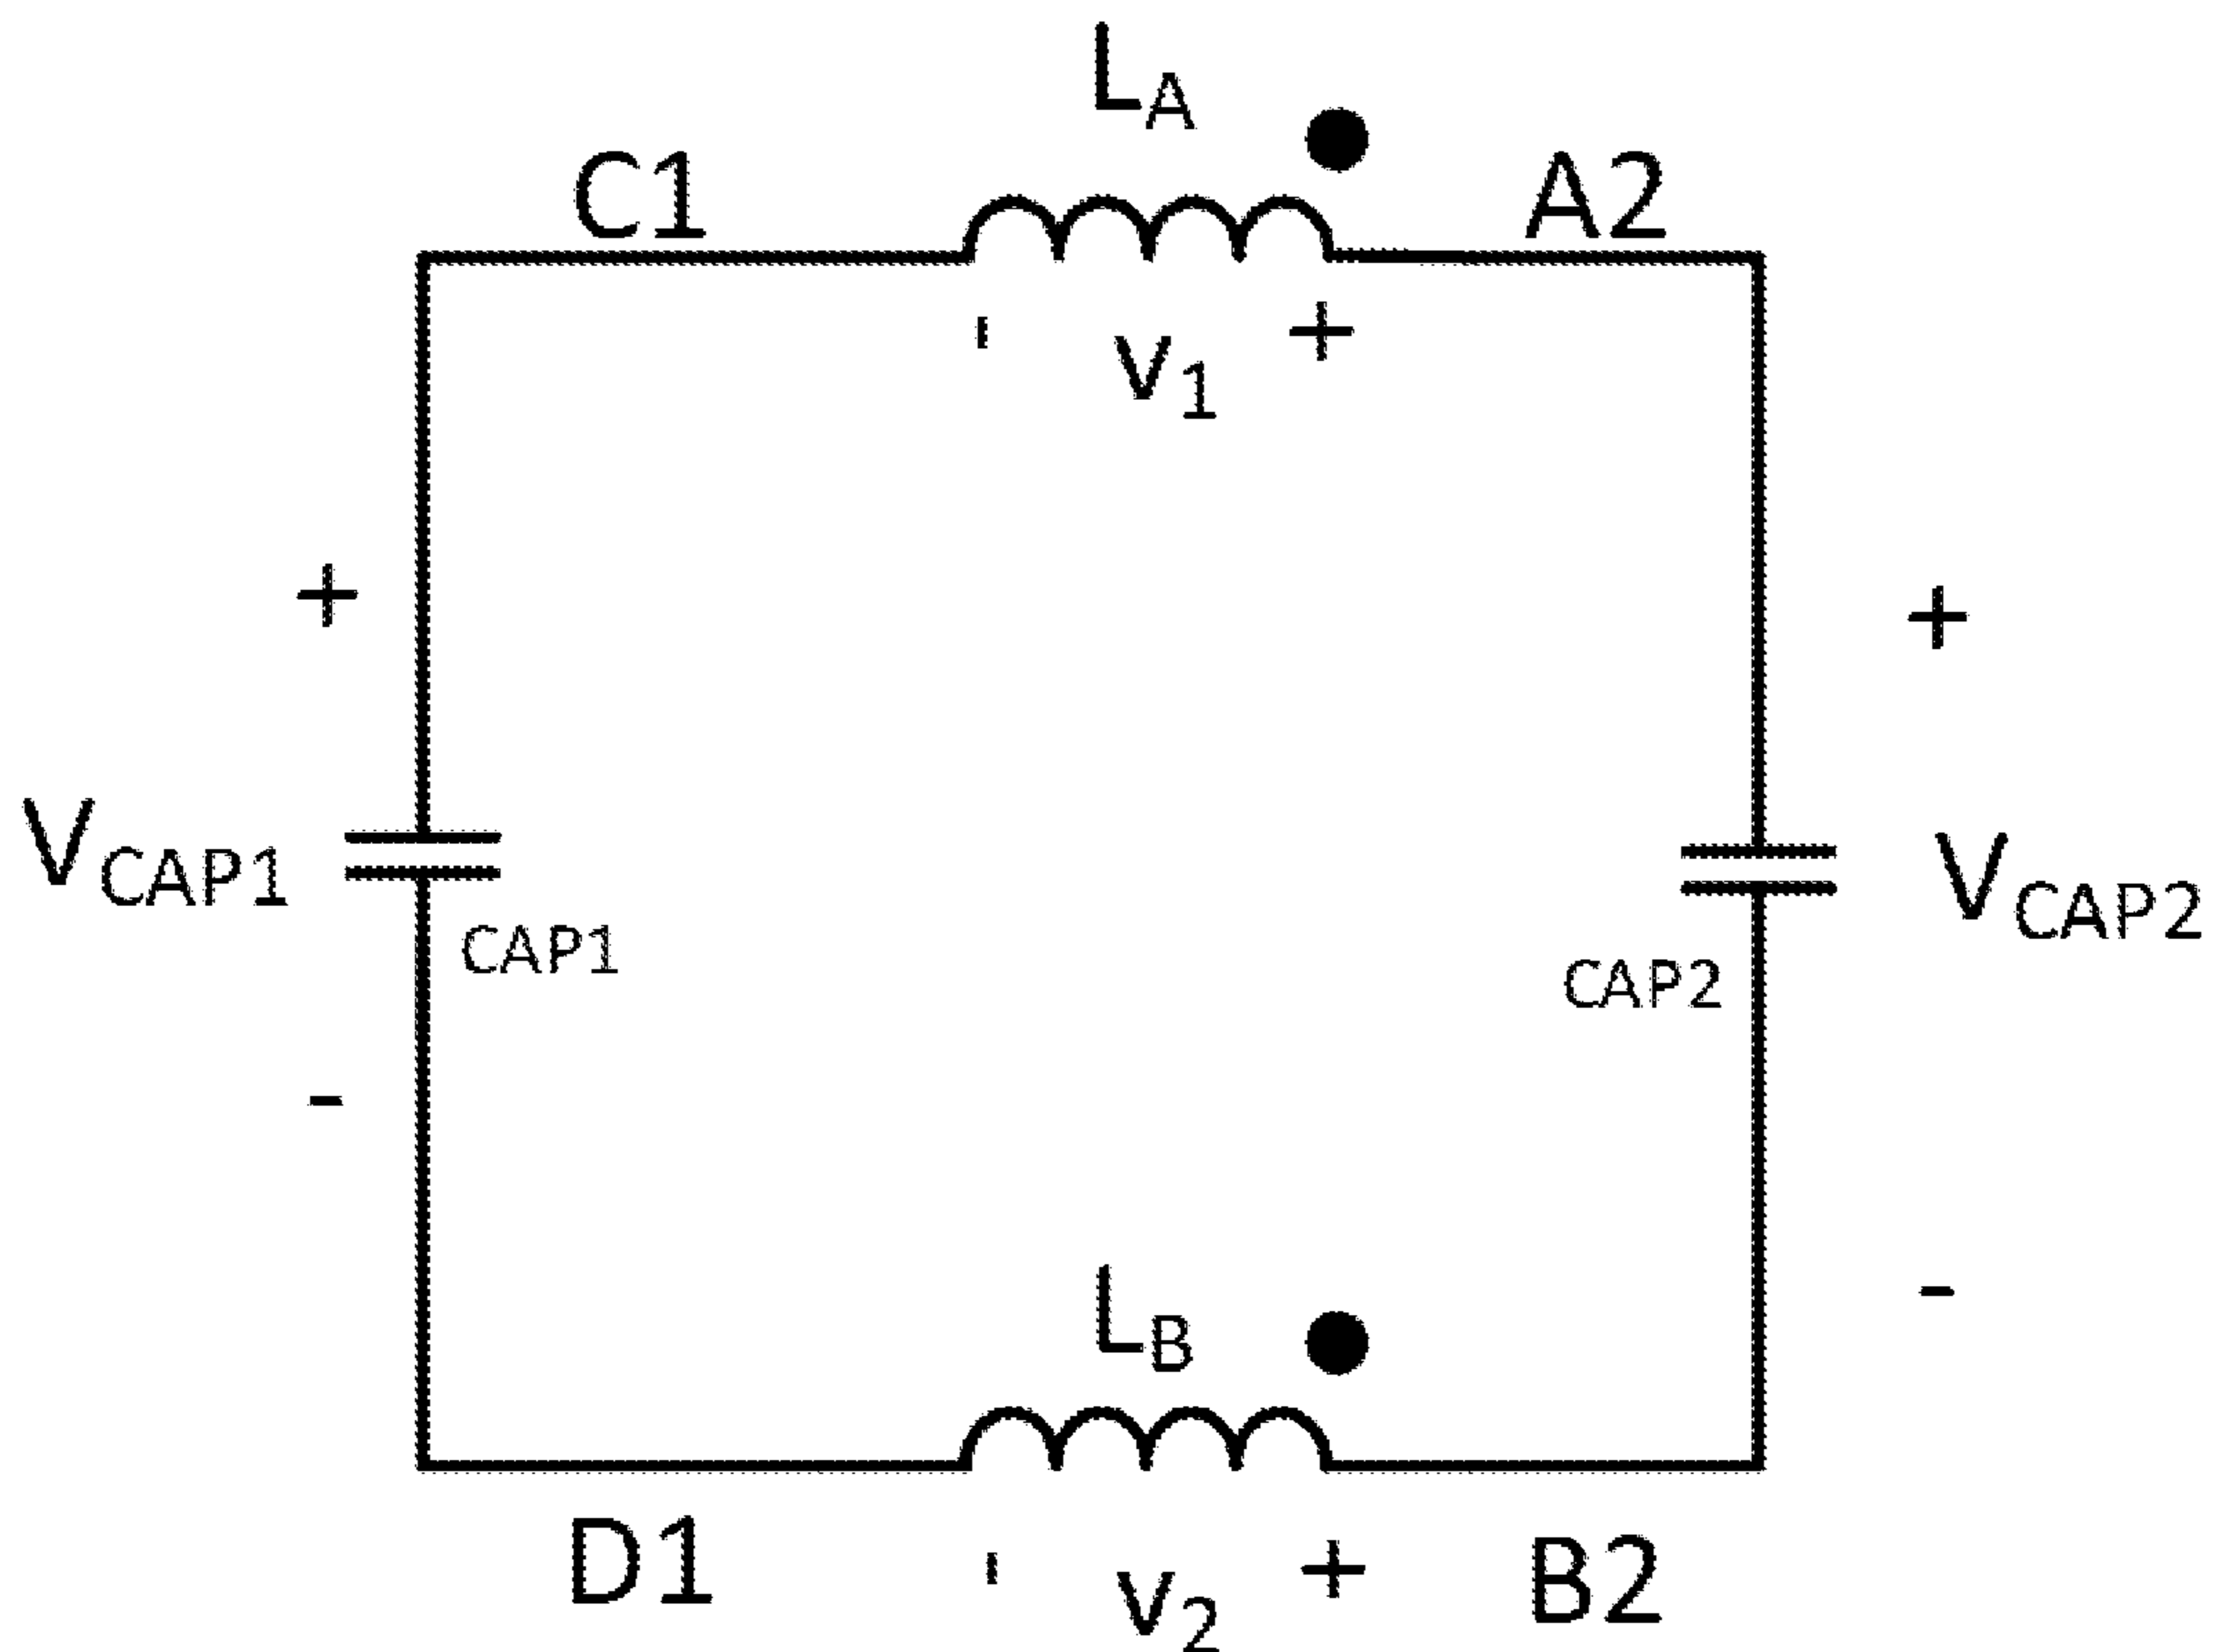 LA
C1
A2
- v1 +
+
+
VCAP1
VCAP2
CAP1
CAP2
-
-
LB
D1
B2
- v2 +